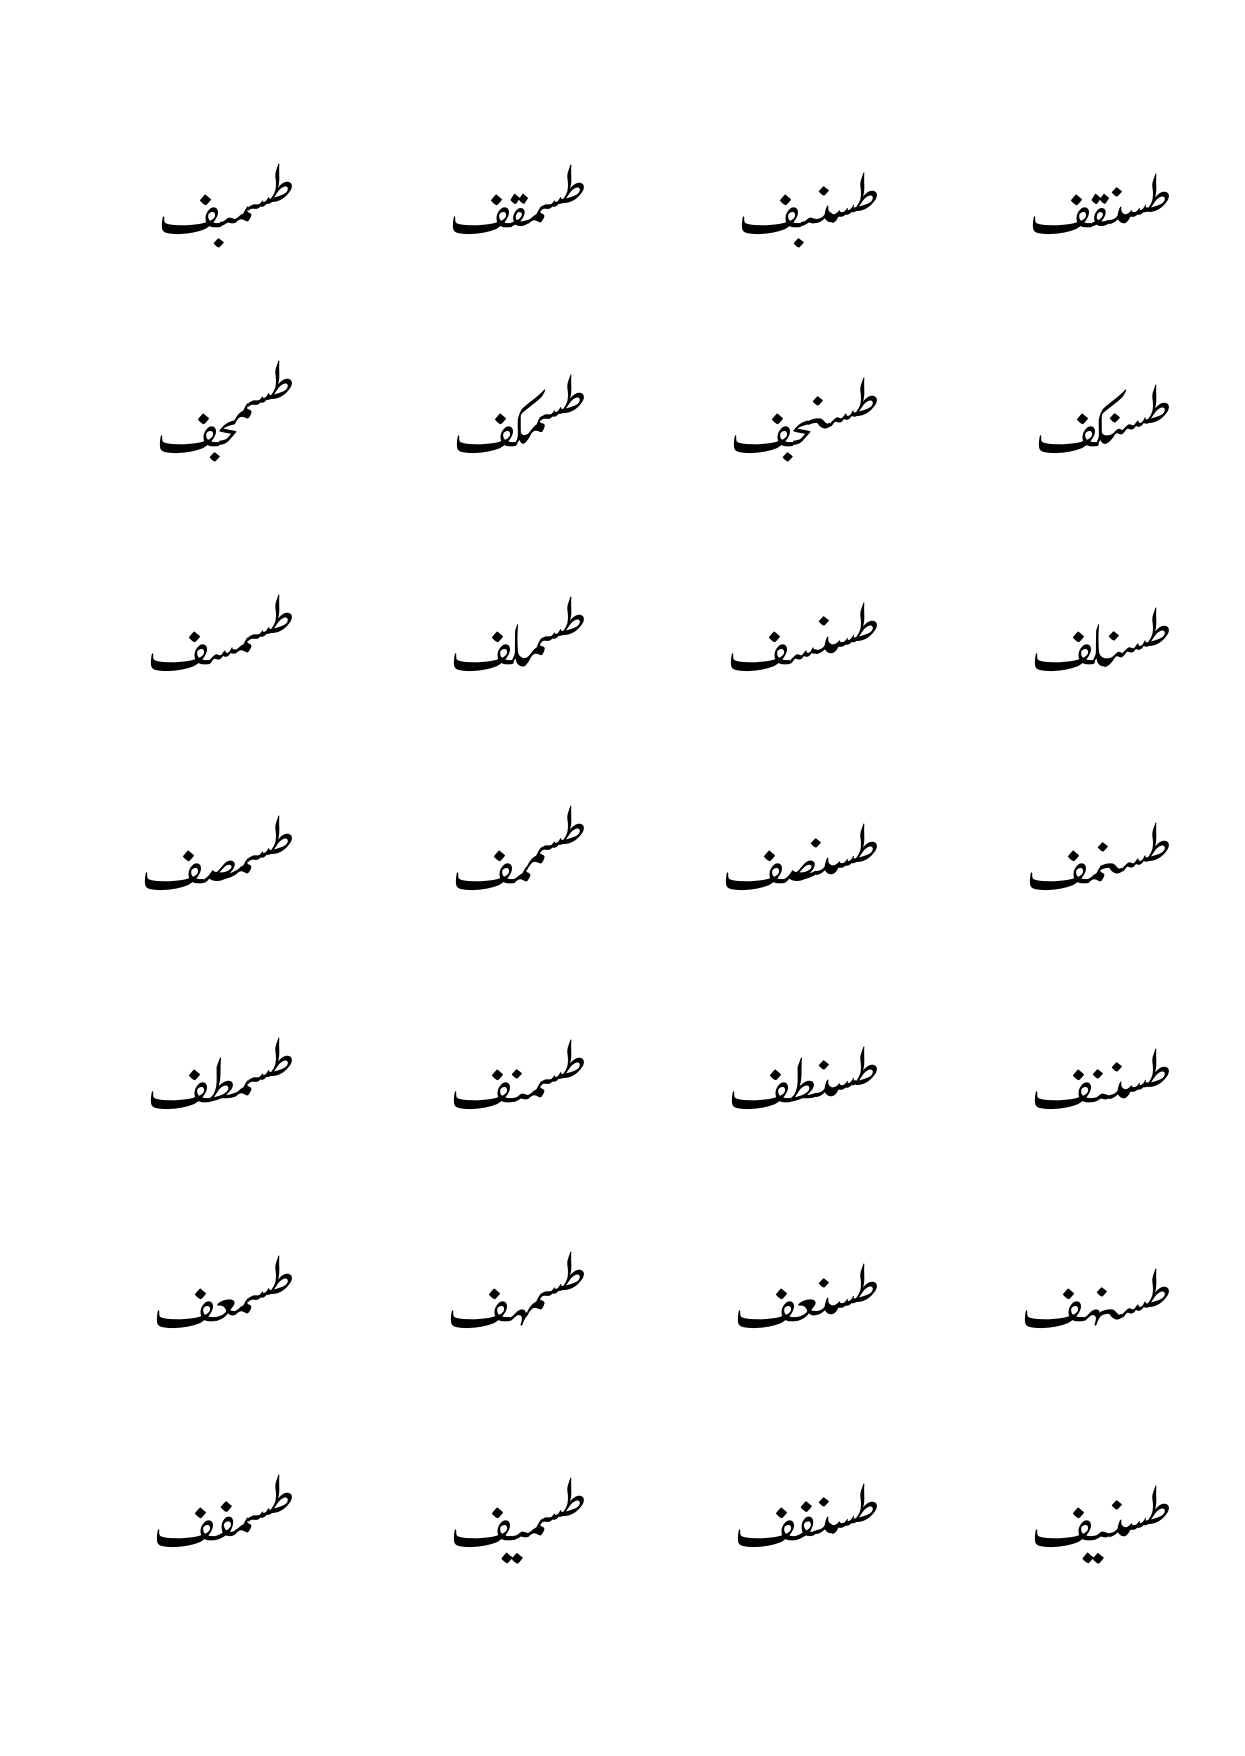 طسنقف طسنبف طسمقف طسمبف
طسنكف طسنجف طسمكف طسمجف
طسنلف طسنسف طسملف طسمسف
طسنمف طسنصف طسممف طسمصف
طسننف طسنطف طسمنف طسمطف
طسنهف طسنعف طسمهف طسمعف
طسنيف طسنفف طسميف طسمفف